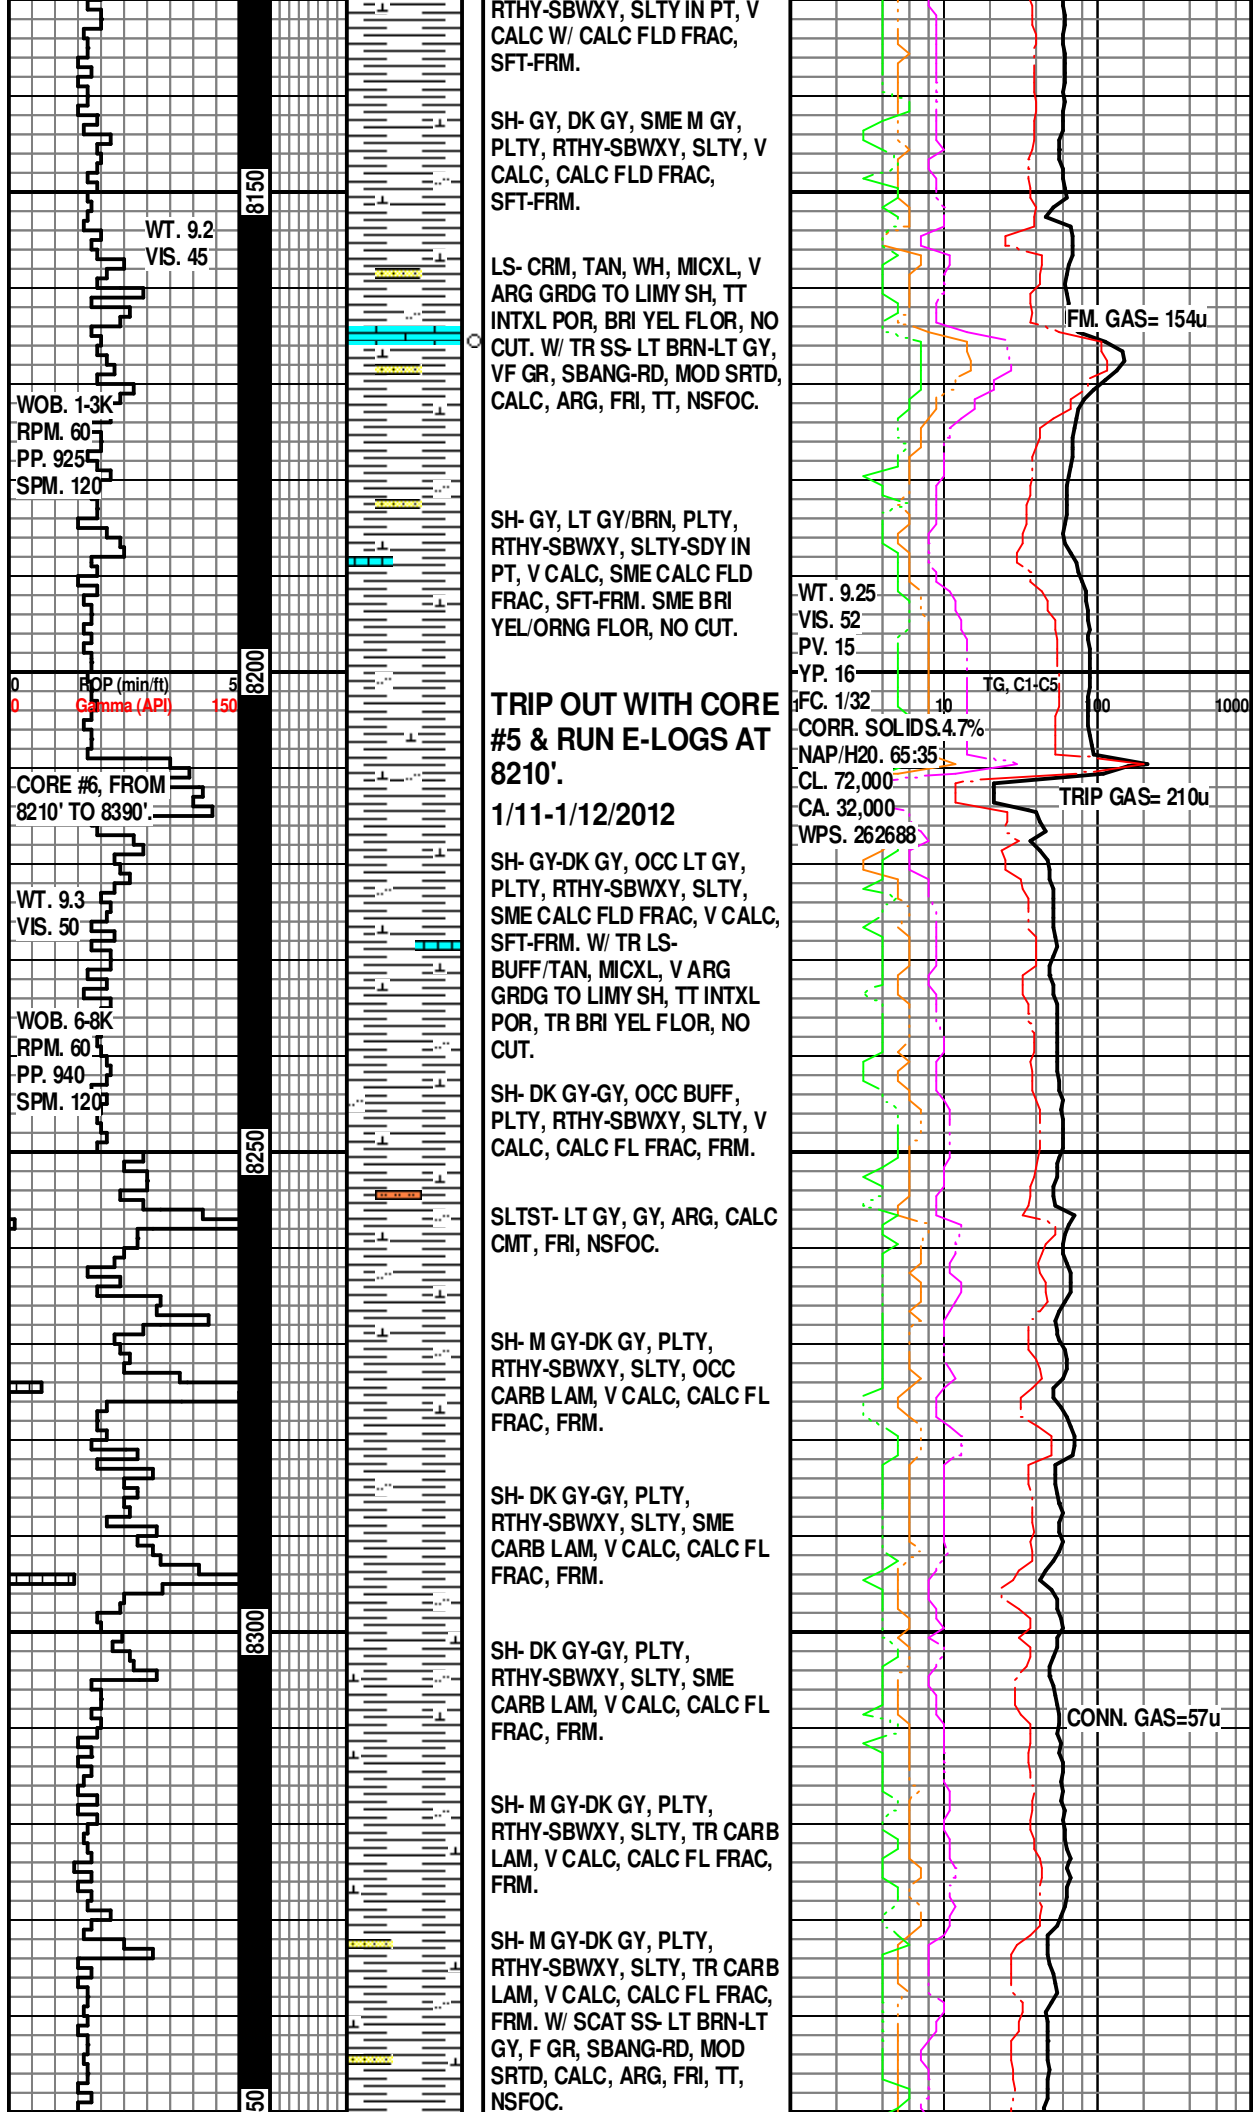 RTHY-SBWXY, SLTY IN PT, V
CALC W/ CALC FLD FRAC,
SFT-FRM.
SH- GY, DK GY, SME M GY,
PLTY, RTHY-SBWXY, SLTY, V
CALC, CALC FLD FRAC,
SFT-FRM.
8150
WT. 9.2
VIS. 45
LS- CRM, TAN, WH, MICXL, V
ARG GRDG TO LIMY SH, TT
INTXL POR, BRI YEL FLOR, NO
CUT. W/ TR SS- LT BRN-LT GY,
VF GR, SBANG-RD, MOD SRTD,
CALC, ARG, FRI, TT, NSFOC.
FM. GAS= 154u
WOB. 1-3K
RPM. 60
PP. 925
SPM. 120
SH- GY, LT GY/BRN, PLTY,
RTHY-SBWXY, SLTY-SDY IN
PT, V CALC, SME CALC FLD
FRAC, SFT-FRM. SME BRI
YEL/ORNG FLOR, NO CUT.
WT. 9.25
VIS. 52
PV. 15
YP. 16
FC. 1/32
CORR. SOLIDS.4.7%
NAP/H20. 65:35
CL. 72,000
CA. 32,000
WPS. 262688
8200
0 ROP (min/ft) 5
0 Gamma (API) 150
TG, C1-C5
1 10 100 1000
TRIP OUT WITH CORE
#5 & RUN E-LOGS AT
8210'.
1/11-1/12/2012
CORE #6, FROM
8210' TO 8390'.
TRIP GAS= 210u
WT. 9.3
VIS. 50
SH- GY-DK GY, OCC LT GY,
PLTY, RTHY-SBWXY, SLTY,
SME CALC FLD FRAC, V CALC,
SFT-FRM. W/ TR LS-
BUFF/TAN, MICXL, V ARG
GRDG TO LIMY SH, TT INTXL
POR, TR BRI YEL FLOR, NO
CUT.
WOB. 6-8K
RPM. 60
PP. 940
SPM. 120
SH- DK GY-GY, OCC BUFF,
PLTY, RTHY-SBWXY, SLTY, V
CALC, CALC FL FRAC, FRM.
8250
SLTST- LT GY, GY, ARG, CALC
CMT, FRI, NSFOC.
SH- M GY-DK GY, PLTY,
RTHY-SBWXY, SLTY, OCC
CARB LAM, V CALC, CALC FL
FRAC, FRM.
SH- DK GY-GY, PLTY,
RTHY-SBWXY, SLTY, SME
CARB LAM, V CALC, CALC FL
FRAC, FRM.
8300
SH- DK GY-GY, PLTY,
RTHY-SBWXY, SLTY, SME
CARB LAM, V CALC, CALC FL
FRAC, FRM.
CONN. GAS=57u
SH- M GY-DK GY, PLTY,
RTHY-SBWXY, SLTY, TR CARB
LAM, V CALC, CALC FL FRAC,
FRM.
SH- M GY-DK GY, PLTY,
RTHY-SBWXY, SLTY, TR CARB
LAM, V CALC, CALC FL FRAC,
FRM. W/ SCAT SS- LT BRN-LT
GY, F GR, SBANG-RD, MOD
SRTD, CALC, ARG, FRI, TT,
NSFOC.
50